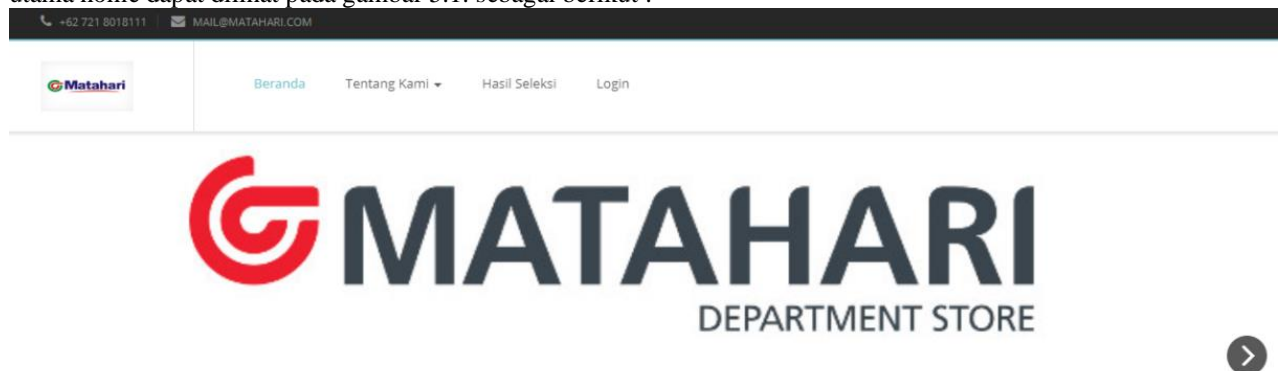 utama home dapat dilihat pada gambar 3.1. sebagai berikut :
+62 721 8018111 MAIL@MATAHARI.COM
Matahari Beranda Tentang Kami Hasil Seleksi Login
MATAHARI
DEPARTMENT STORE